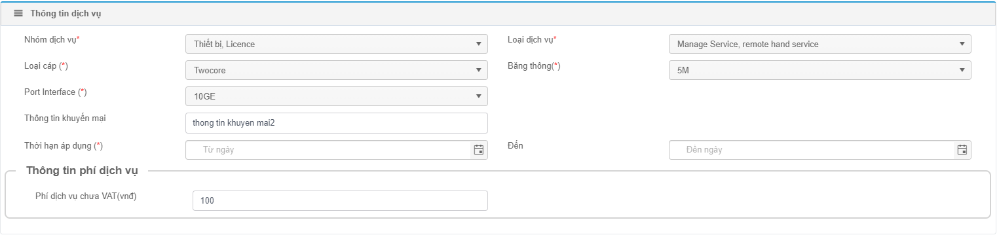 Thông tin dịch vụ
Nhóm dịch vụ* Thiết bị, Licence Loại dịch vụ* Manage Service, remote hand service
Loại cáp (*) Twocore Băng thông(*) 5M
Port Interface (*) 10GE
Thông tin khuyến mại thong tin khuyen mai2
Thời hạn áp dụng (*) Từ ngày Đến Đến ngày
Thông tin phí dịch vụ
Phí dịch vụ chưa VAT(vnđ) 100